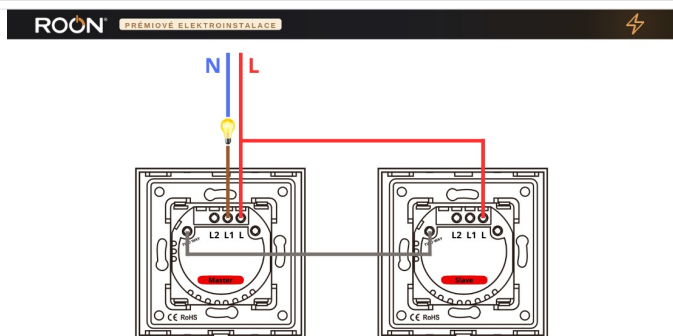 ROON® PRÉMIOVÉ ELEKTROINSTALACE
N L
L2 L1 L
L2 L1 L
Master
Slave
CE RoHS
CE RoHS